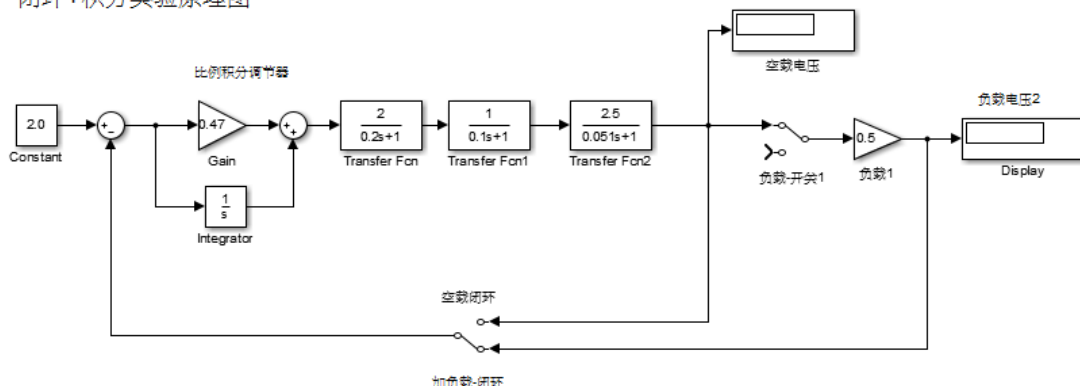 闭环+积分实验原理图
空载电压
比例积分调节器
负载电压2
2.0
Constant
+
-
0.47
Gain
+
+
2
0.2s+1
Transfer Fcn
1
0.1s+1
Transfer Fcn1
2.5
0.051s+1
Transfer Fcn2
负载-开关1
0.5
负载1
Display
1
s
Integrator
空载闭环
加负载-闭环